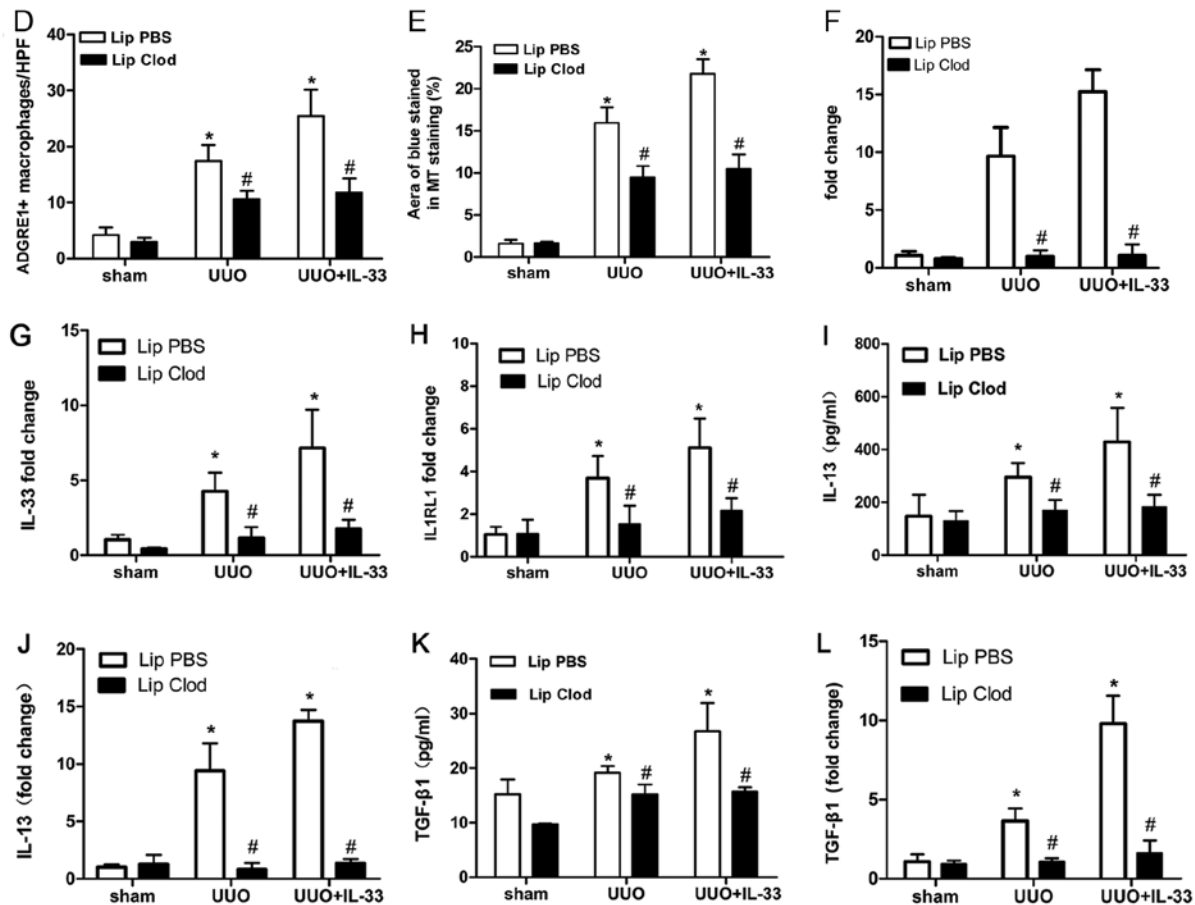 D
ADGRE1+ macrophages/HPF
40
30
20
10
0
Lip PBS
Lip Clod
*
#
*
#
sham
UUO
UUO+IL-33
E
Aera of blue stained
in MT staining (%)
25
20
15
10
5
0
Lip PBS
Lip Clod
*
#
*
#
sham
UUO
UUO+IL-33
F
fold change
20
15
10
5
0
Lip PBS
Lip Clod
#
#
sham
UUO
UUO+IL-33
G
IL-33 fold change
15
10
5
0
Lip PBS
Lip Clod
*
#
*
#
sham
UUO
UUO+IL-33
H
IL1RL1 fold change
10
8
6
4
2
0
Lip PBS
Lip Clod
*
#
*
#
sham
UUO
UUO+IL-33
I
IL-13 (pg/ml)
800
600
400
200
0
Lip PBS
Lip Clod
*
#
*
#
sham
UUO
UUO+IL-33
J
IL-13 (fold change)
20
15
10
5
0
Lip PBS
Lip Clod
*
#
*
#
sham
UUO
UUO+IL-33
K
TGF-β1 (pg/ml)
40
30
20
10
0
Lip PBS
Lip Clod
*
#
*
#
sham
UUO
UUO+IL-33
L
TGF-β1 (fold change)
15
10
5
0
Lip PBS
Lip Clod
*
#
*
#
sham
UUO
UUO+IL-33